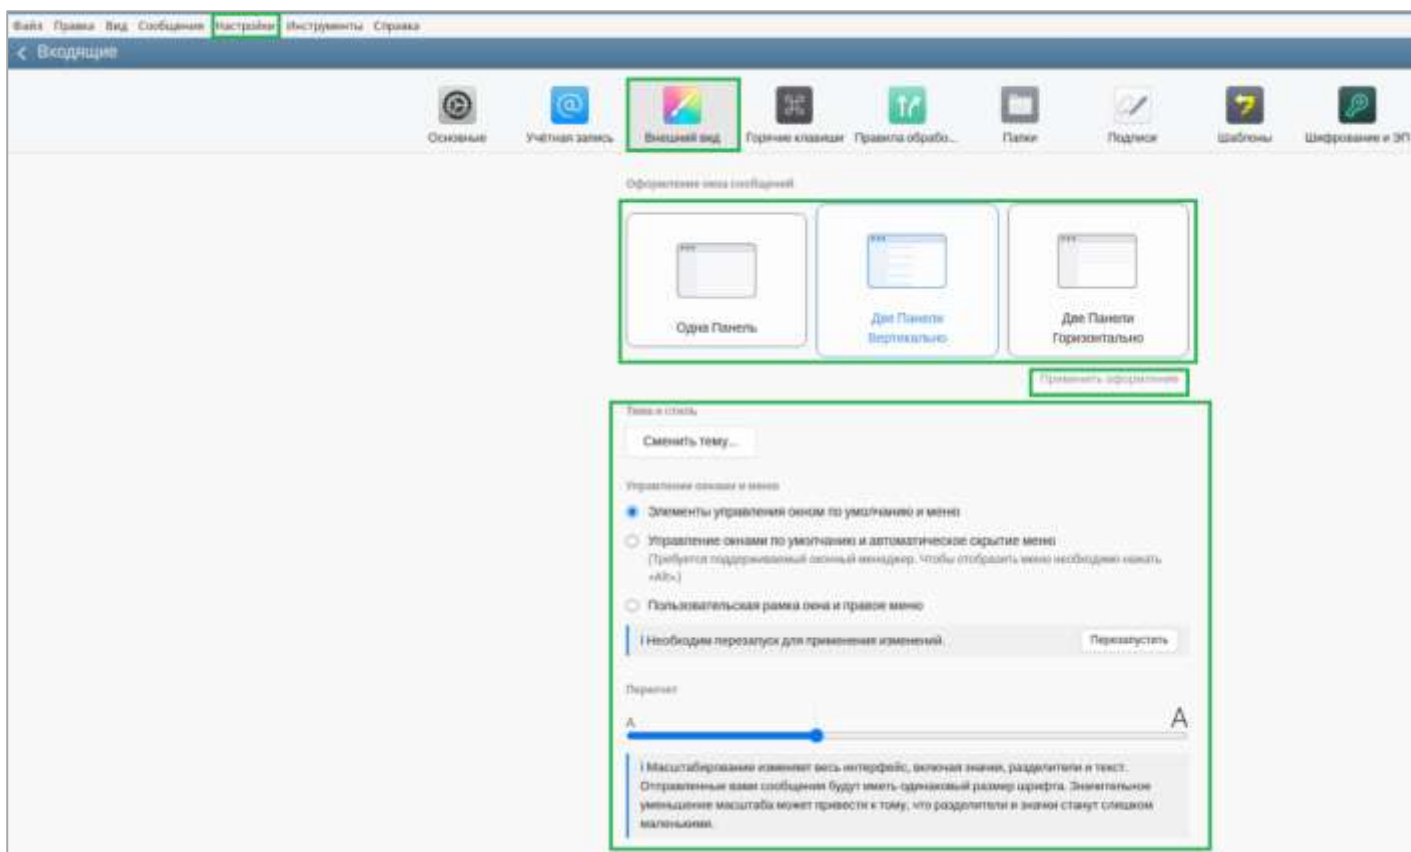 Файл Правка Вид Сообщения Настройки Инструменты Справка
Входящие
Основные Учётная запись Внешний вид Горячие клавиши Правила обрабо... Папки Подписи Шаблоны Шифрование и ЭП
Оформление окна сообщений
Одна Панель
Две Панели
Вертикально
Две Панели
Горизонтально
Применить оформление
Тема и стиль
Сменить тему...
Управление окнами и меню
Элементы управления окном по умолчанию и меню
Управление окнами по умолчанию и автоматическое скрытие меню
(Требуется поддерживаемый оконный менеджер. Чтобы отобразить меню необходимо нажать
«Alt».)
Пользовательская рамка окна и правое меню
Необходим перезапуск для применения изменений. Перезапустить
A A
Масштабирование изменяет весь интерфейс, включая значки, разделители и текст.
Отправленные вами сообщения будут иметь одинаковый размер шрифта. Значительное
уменьшение масштаба может привести к тому, что разделители и значки станут слишком
маленькими.